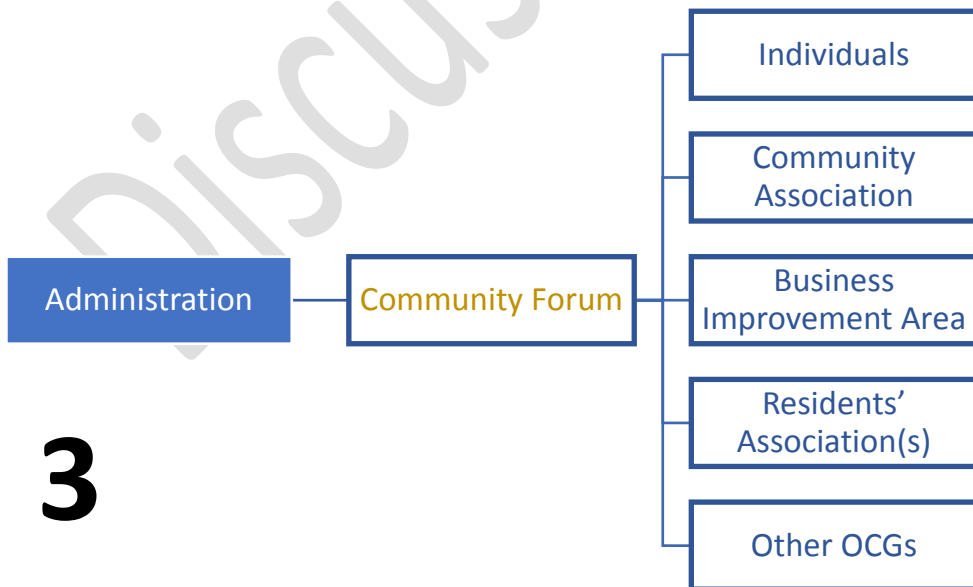 Discus
Individuals
Community
Association
Administration
Community Forum
Business
Improvement Area
Residents’
Association(s)
3
Other OCGs